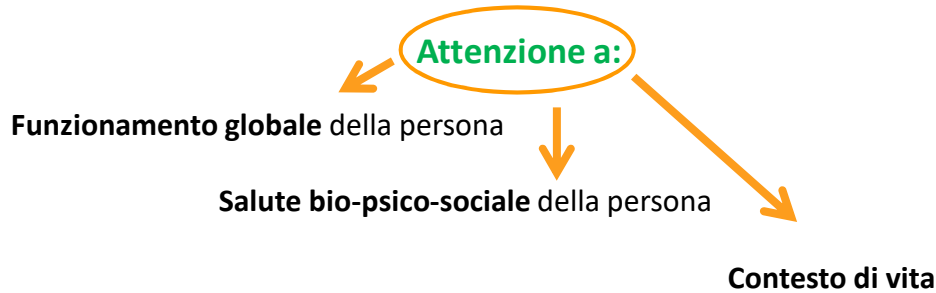 Attenzione a:
Funzionamento globale della persona
Salute bio-psico-sociale della persona
Contesto di vita